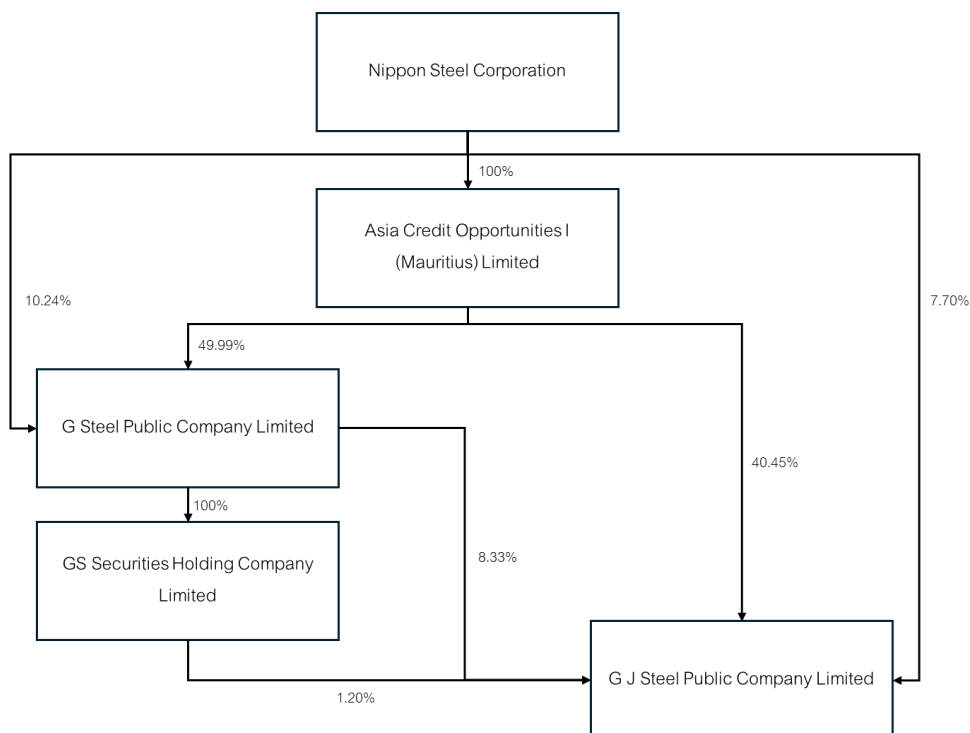 Nippon Steel Corporation
100%
Asia Credit Opportunities I
(Mauritius) Limited
10.24%
7.70%
49.99%
G Steel Public Company Limited
40.45%
100%
GS Securities Holding Company
Limited
8.33%
G J Steel Public Company Limited
1.20%